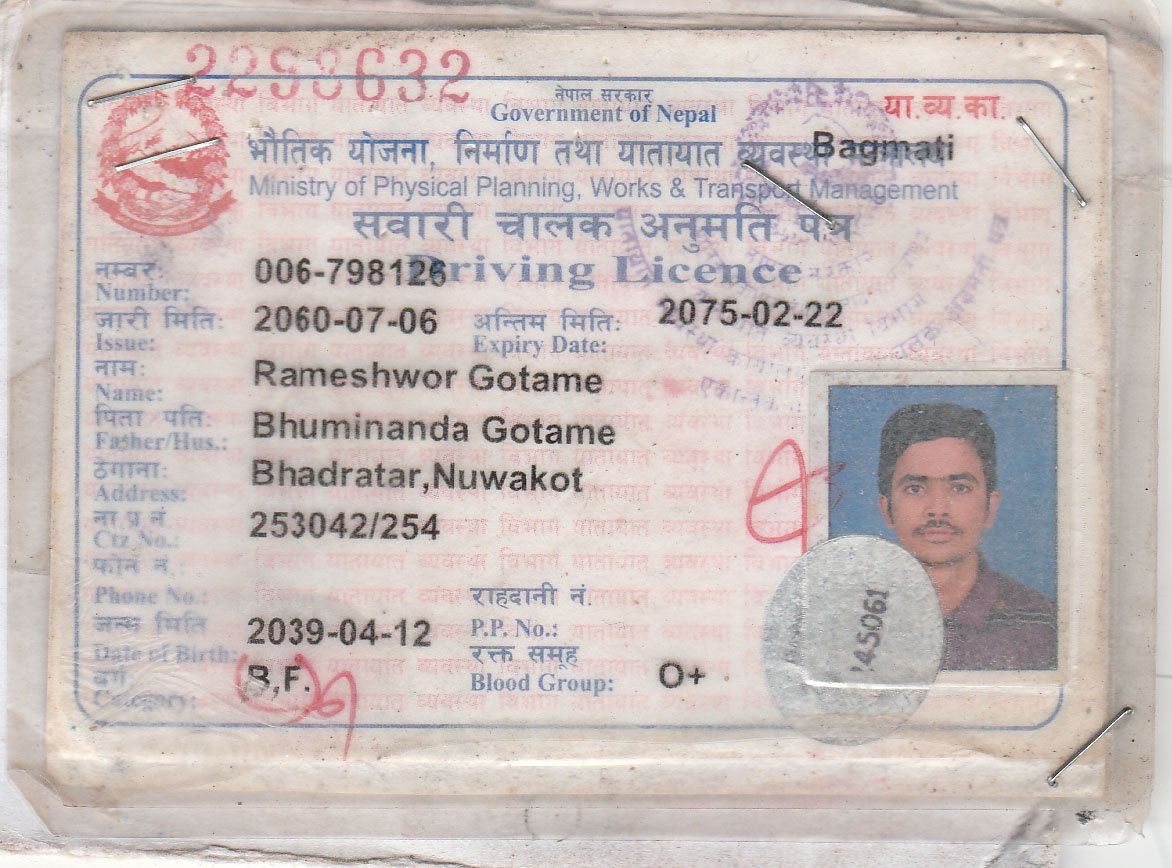 2298632
नेपाल सरकार
Government of Nepal
या.व्य.का.
Bagmati
भौतिक योजना, निर्माण तथा यातायात
Ministry of Physical Planning, Works & Transport Management
सवारी चालक अनुमति पत्र
Driving Licence
नम्बर:
Number: 006-798126
जारी मिति: 2060-07-06 अन्तिम मिति: 2075-02-22
Issue: Expiry Date:
नाम:
Name: Rameshwor Gotame
पिता पति:
Father/Hus.: Bhuminanda Gotame
ठेगाना:
Address: Bhadratar,Nuwakot
ना प्र नं.
Ctz No.: 253042/254
फोन नं.:
Phone No.: राहदानी नं.
जन्म मिति 2039-04-12 P.P. No.:
Date of Birth: रक्त समूह
वर्ग B,F. Blood Group: O+
Category:
145061